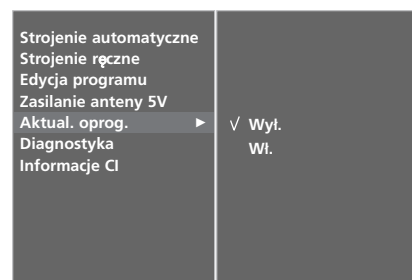 Strojenie automatyczne
Strojenie ręczne
Edycja programu
Zasilanie anteny 5V
Aktual. oprog. ►
Diagnostyka
Informacje CI
√ Wył.
Wł.